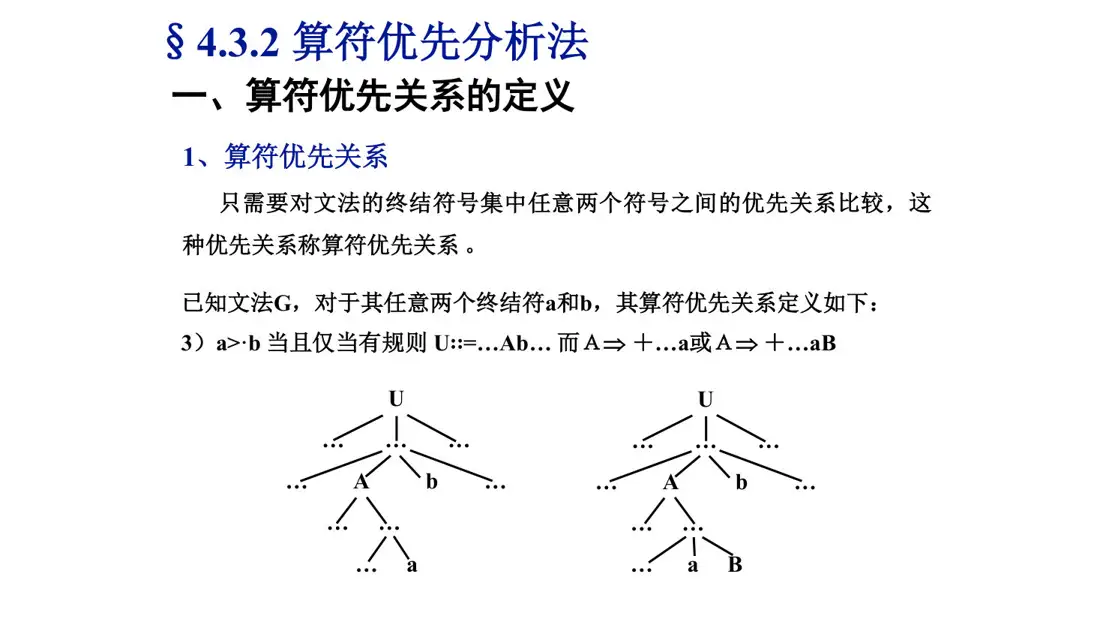 § 4.3.2 算符优先分析法
一、算符优先关系的定义
1、算符优先关系
只需要对文法的终结符号集中任意两个符号之间的优先关系比较，这
种优先关系称算符优先关系 。
已知文法G，对于其任意两个终结符a和b，其算符优先关系定义如下：
3）a>·b 当且仅当有规则 U∷=…Ab… 而 A⇒ ＋…a或A⇒ ＋…aB
U U
… … … … … …
… A b … … A b …
… … … …
… a … a B